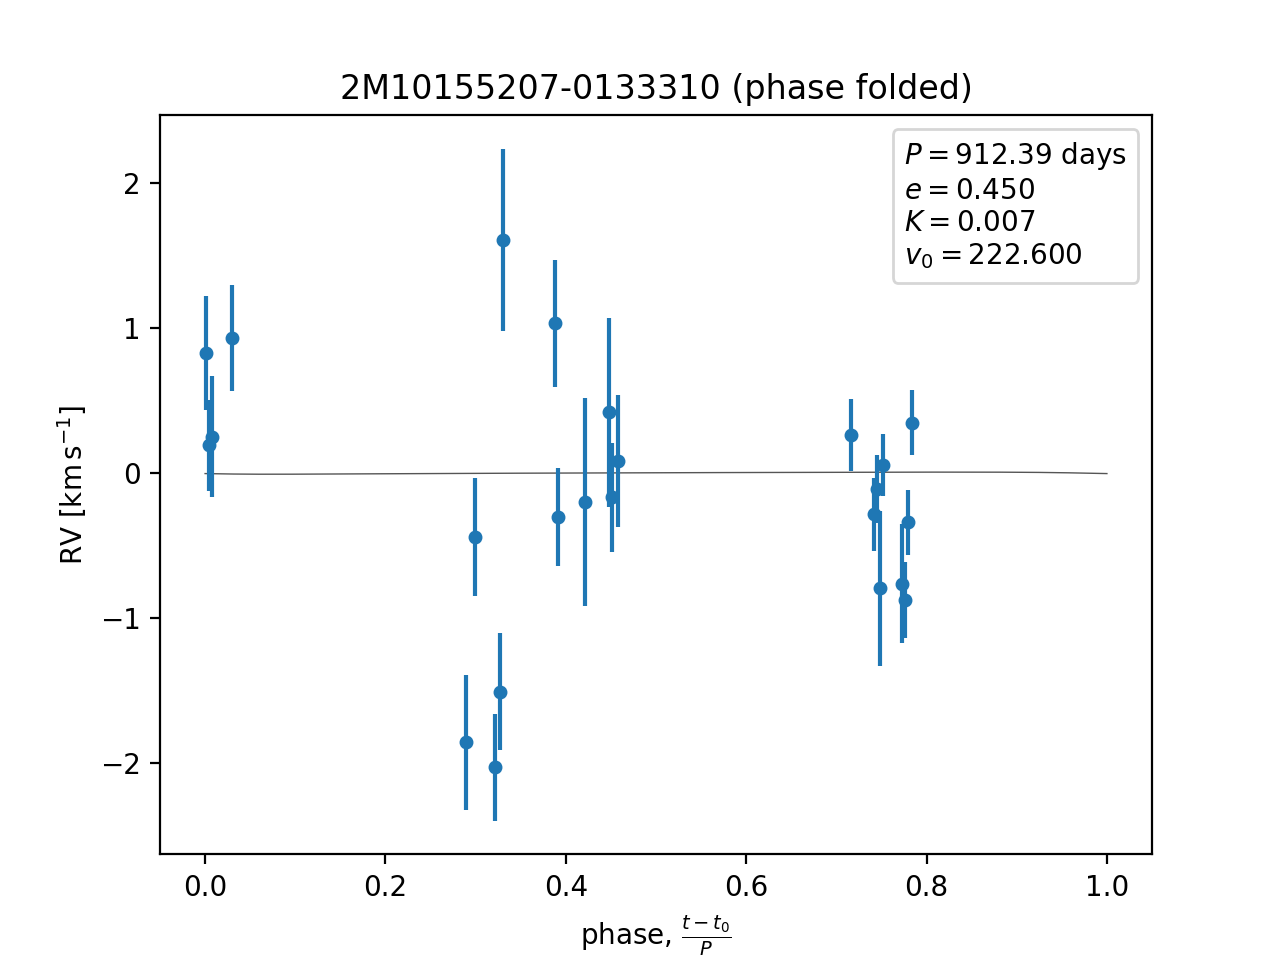 2M10155207-0133310 (phase folded)
P = 912.39 days
e = 0.450
K = 0.007
v₀ = 222.600
RV [km s⁻¹]
2
1
0
−1
−2
0.0 0.2 0.4 0.6 0.8 1.0
phase, (t − t₀)/P